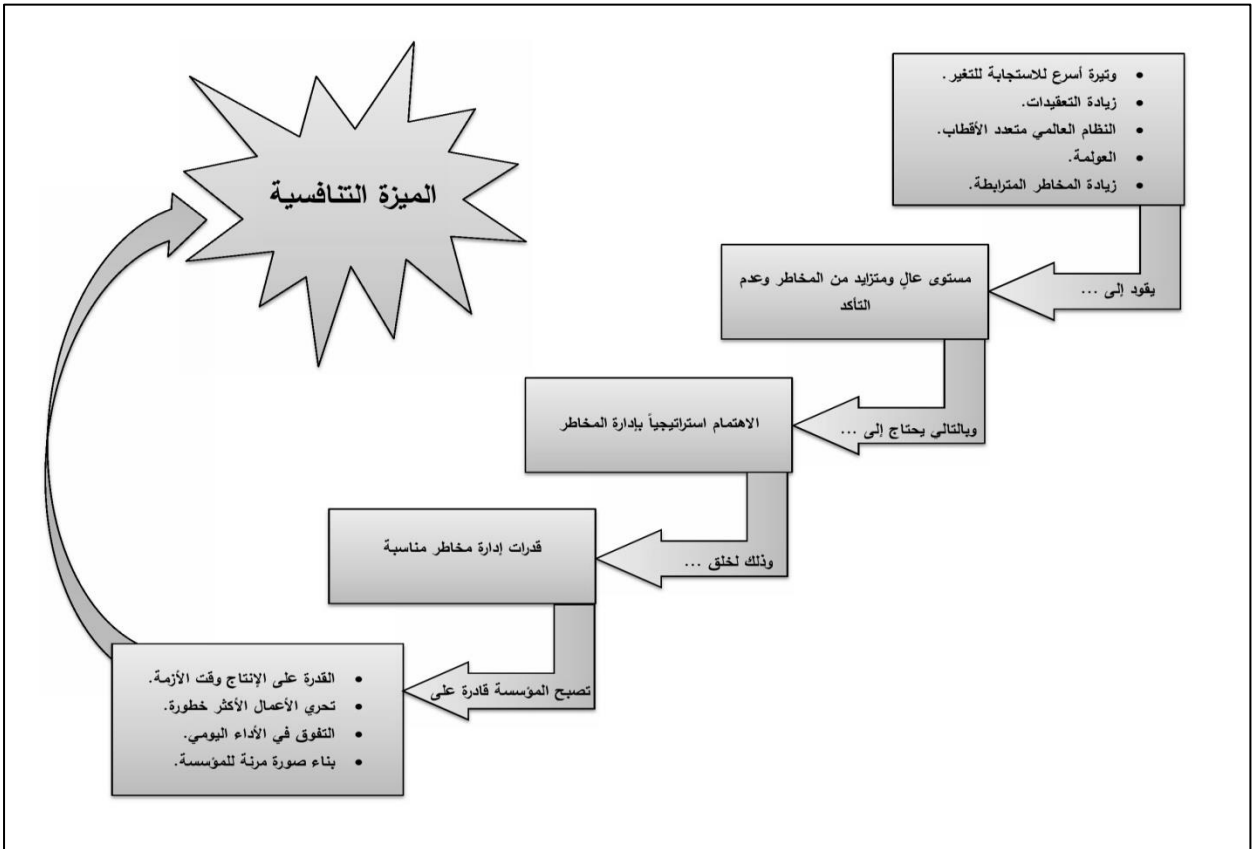 • وتيرة أسرع للاستجابة للتغير.
• زيادة التعقيدات.
• النظام العالمي متعدد الأقطاب.
• العولمة.
• زيادة المخاطر المترابطة.
يقود إلى ...
مستوى عالٍ ومتزايد من المخاطر وعدم
التأكد
وبالتالي يحتاج إلى ...
الاهتمام استراتيجياً بإدارة المخاطر
وذلك لخلق ...
قدرات إدارة مخاطر مناسبة
تصبح المؤسسة قادرة على
• القدرة على الإنتاج وقت الأزمة.
• تحري الأعمال الأكثر خطورة.
• التفوق في الأداء اليومي.
• بناء صورة مرنة للمؤسسة.
الميزة التنافسية